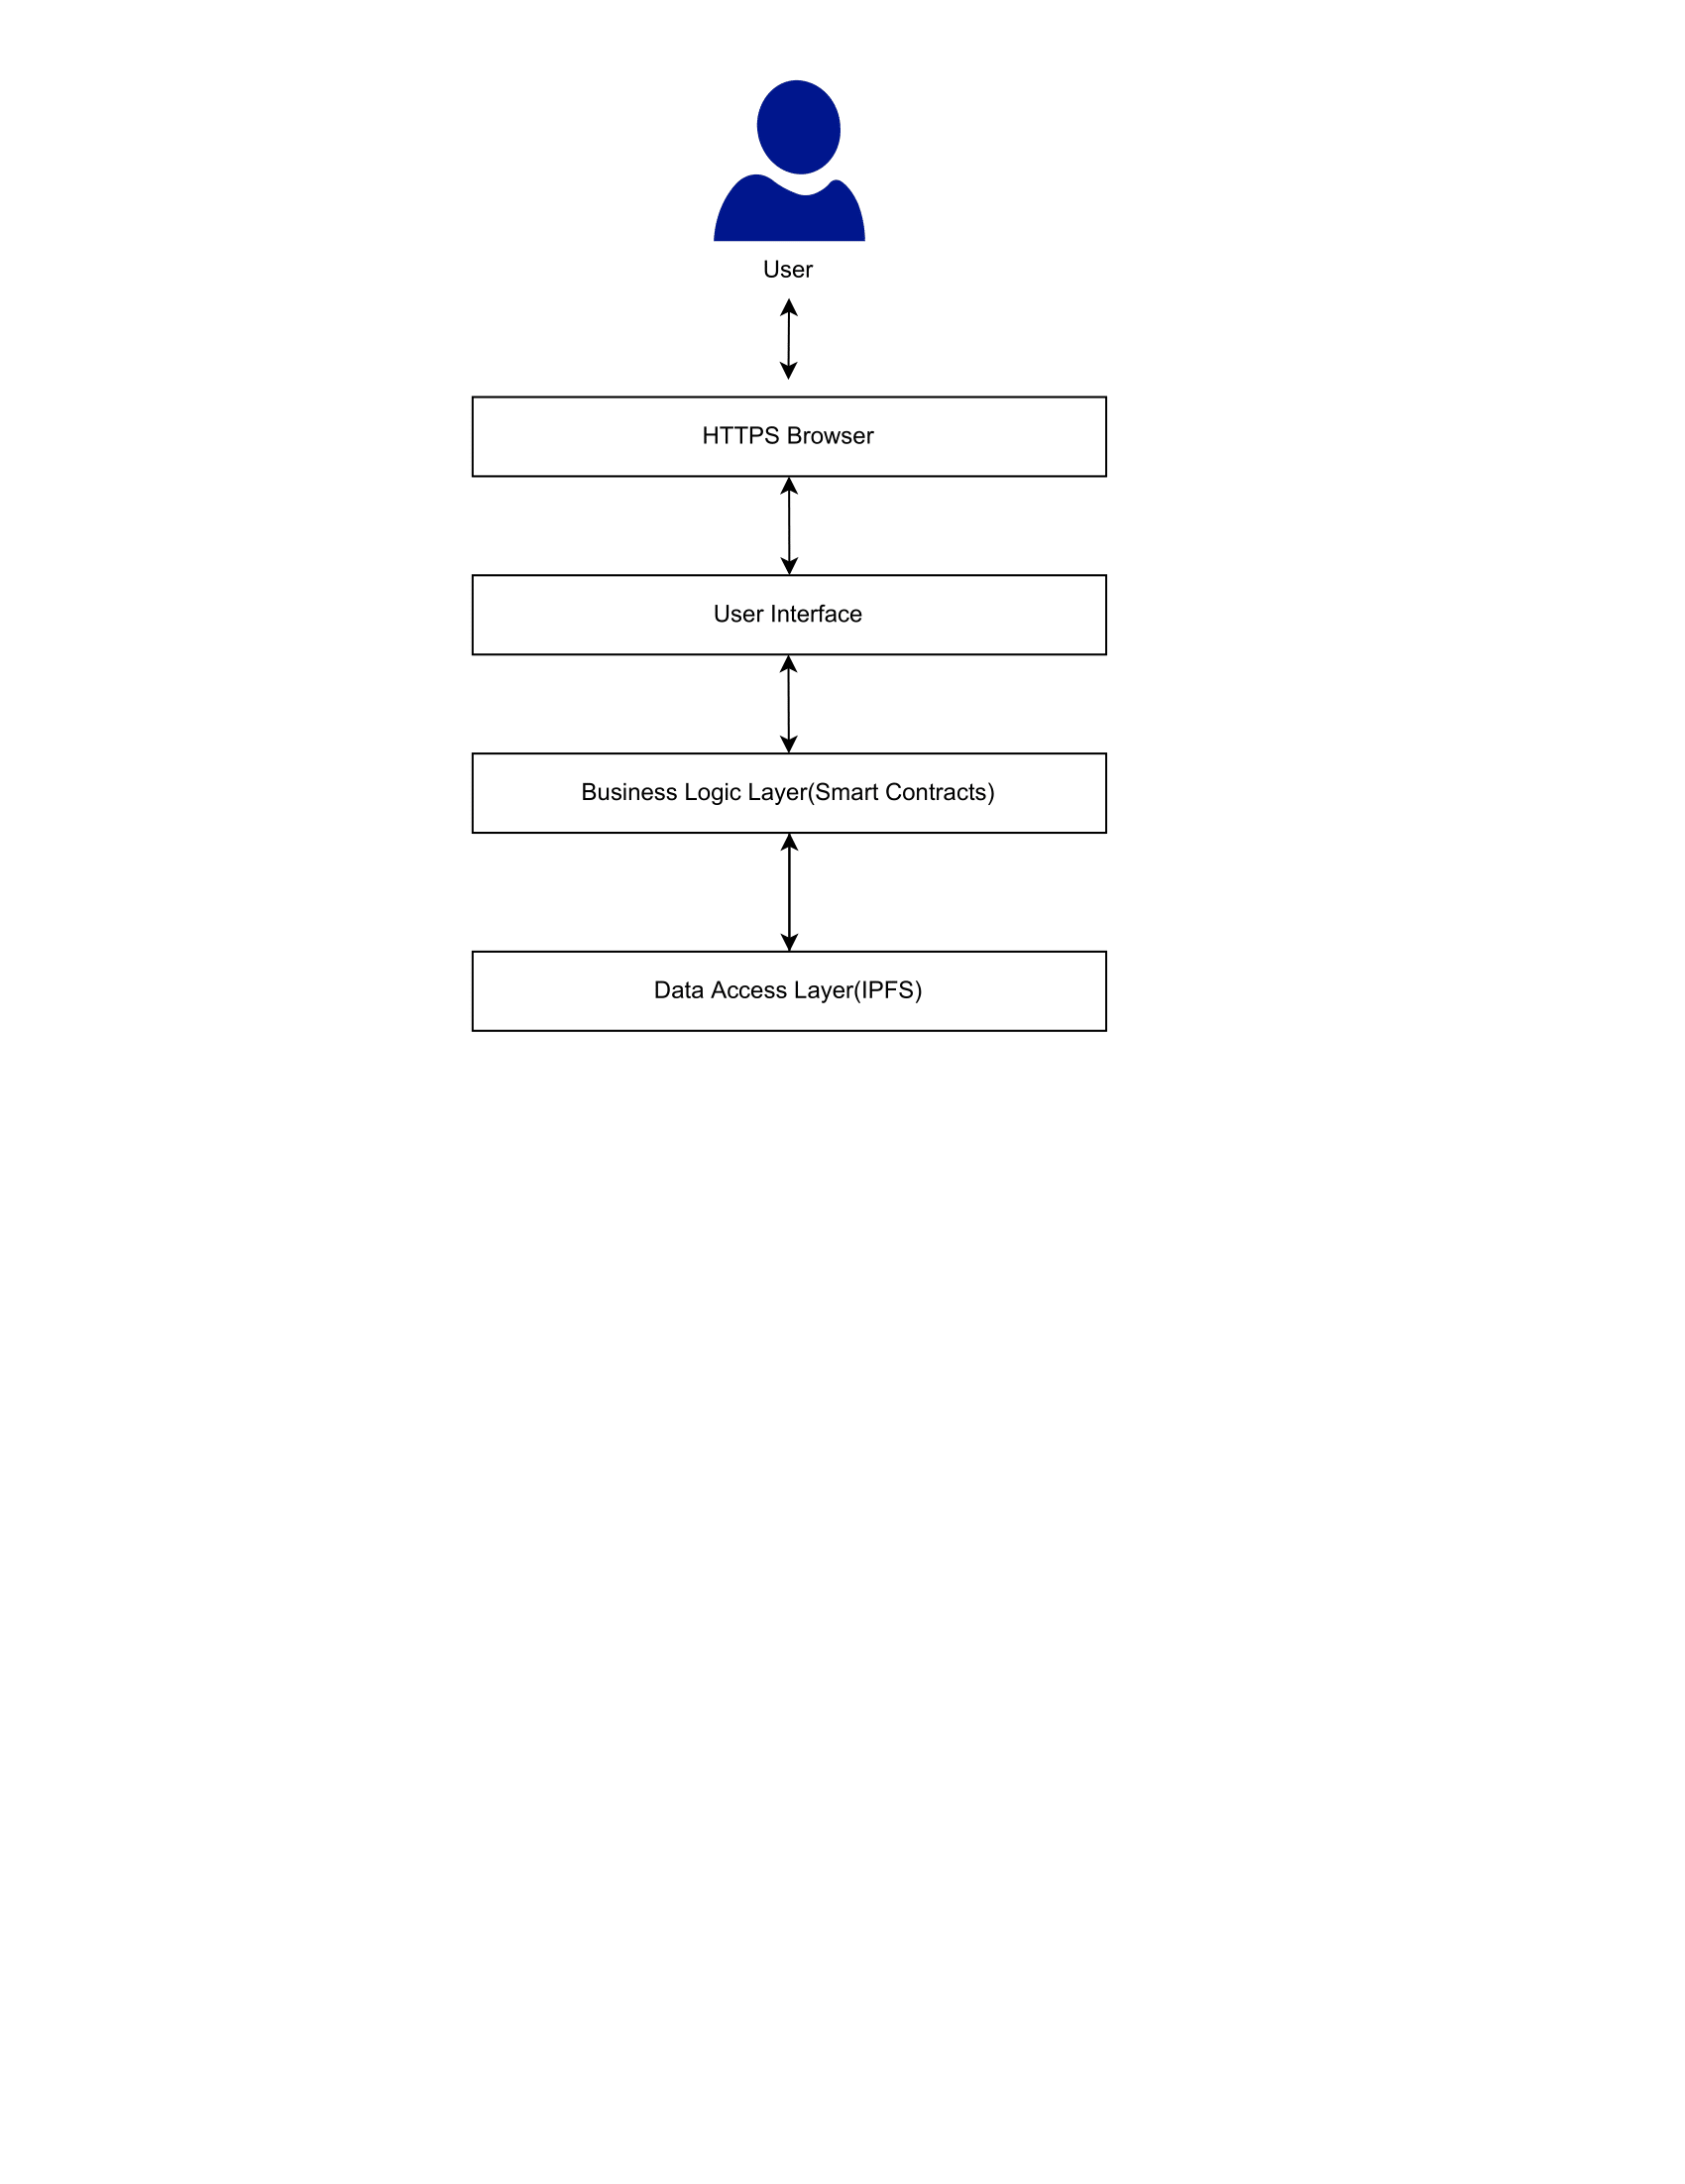 User
HTTPS Browser
User Interface
Business Logic Layer(Smart Contracts)
Data Access Layer(IPFS)